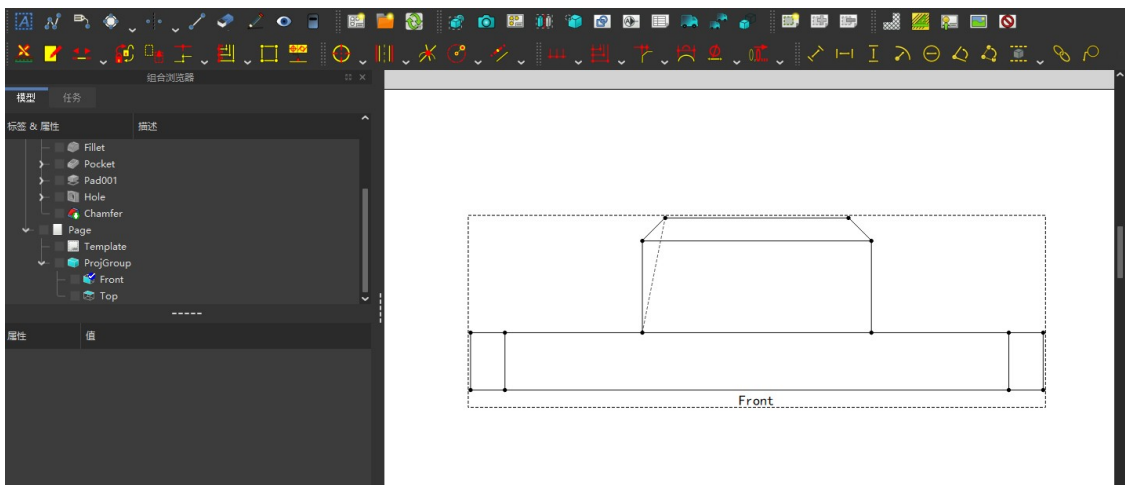 组合浏览器
模型 任务
标签 & 属性 描述
Fillet
Pocket
Pad001
Hole
Chamfer
Page
Template
ProjGroup
Front
Top
属性 值
Front